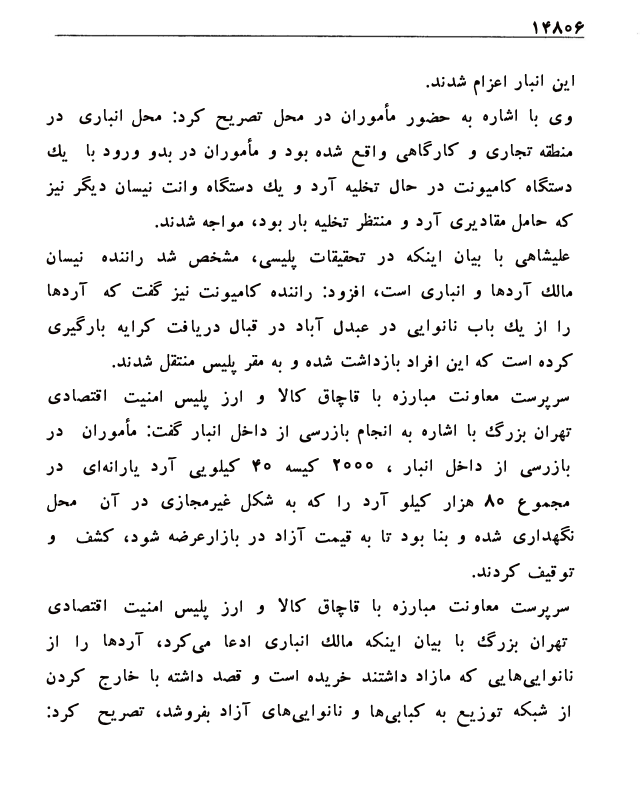 ۱۴۸۰۶
این انبار اعزام شدند.
وی با اشاره به حضور مأموران در محل تصریح کرد: محل انباری در
منطقه تجاری و کارگاهی واقع شده بود و مأموران در بدو ورود با یك
دستگاه کامیونت در حال تخلیه آرد و یك دستگاه وانت نیسان دیگر نیز
که حامل مقادیری آرد و منتظر تخلیه بار بود، مواجه شدند.
علیشاهی با بیان اینکه در تحقیقات پلیسی، مشخص شد راننده نیسان
مالك آردها و انباری است، افزود: راننده کامیونت نیز گفت که آردها
را از یك باب نانوایی در عبدل آباد در قبال دریافت کرایه بارگیری
کرده است که این افراد بازداشت شده و به مقر پلیس منتقل شدند.
سرپرست معاونت مبارزه با قاچاق کالا و ارز پلیس امنیت اقتصادی
تهران بزرگ با اشاره به انجام بازرسی از داخل انبار گفت: مأموران در
بازرسی از داخل انبار ، ۲۰۰۰ کیسه ۴۰ کیلویی آرد یارانه‌ای در
مجموع ۸۰ هزار کیلو آرد را که به شکل غیرمجازی در آن محل
نگهداری شده و بنا بود تا به قیمت آزاد در بازارعرضه شود، کشف و
توقیف کردند.
سرپرست معاونت مبارزه با قاچاق کالا و ارز پلیس امنیت اقتصادی
تهران بزرگ با بیان اینکه مالك انباری ادعا می‌کرد، آردها را از
نانوایی‌هایی که مازاد داشتند خریده است و قصد داشته با خارج کردن
از شبکه توزیع به کبابی‌ها و نانوایی‌های آزاد بفروشد، تصریح کرد: